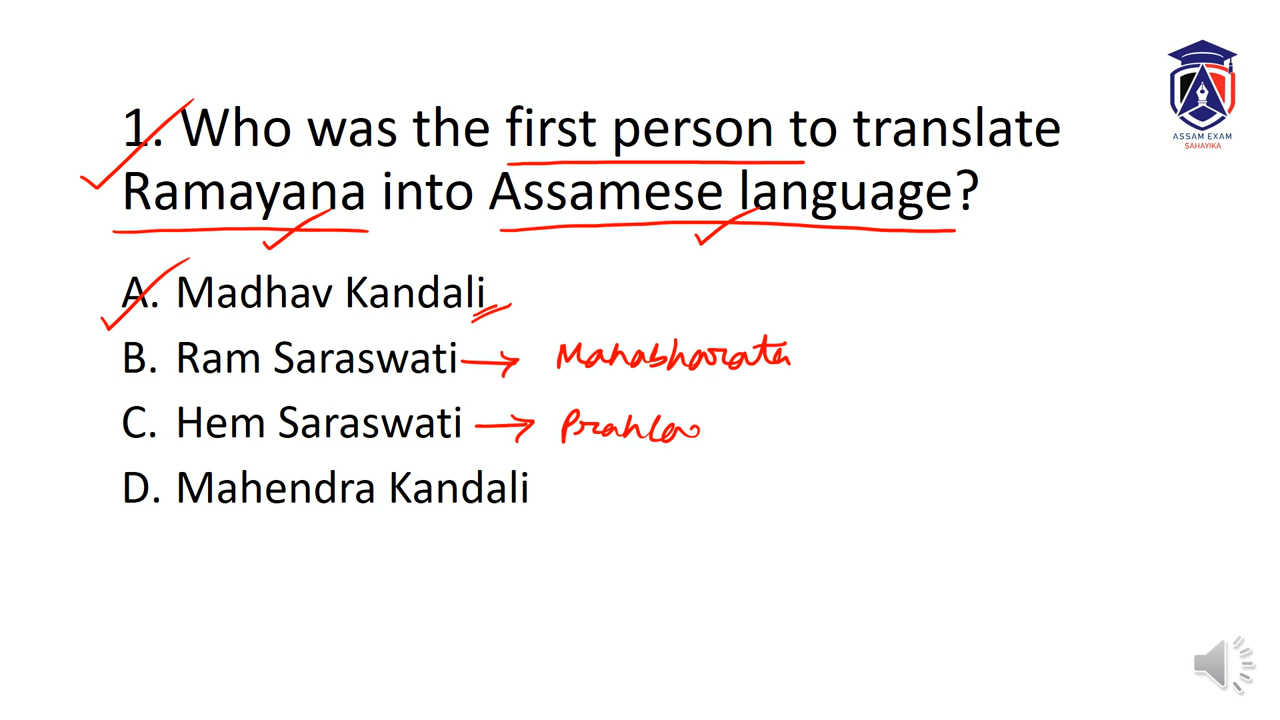 ASSAM EXAM
SAHAYIKA
1. Who was the first person to translate
Ramayana into Assamese language?
A. Madhav Kandali
B. Ram Saraswati → Mahabharata
C. Hem Saraswati →
D. Mahendra Kandali